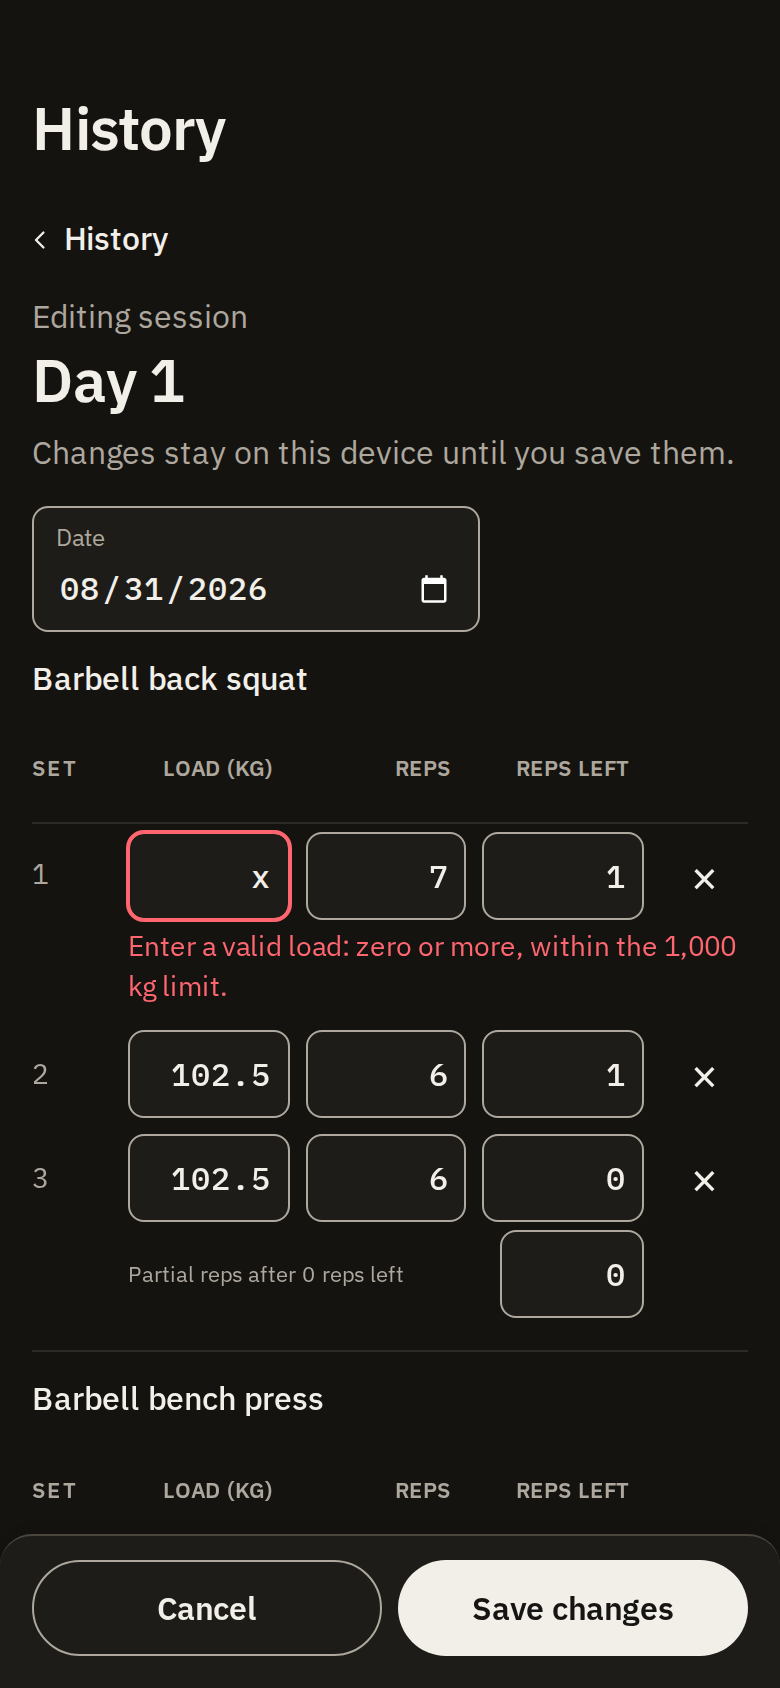 History
History
Editing session
Day 1
Changes stay on this device until you save them.
Date
08/31/2026
Barbell back squat
SET LOAD (KG) REPS REPS LEFT
1 x 7 1 ×
Enter a valid load: zero or more, within the 1,000
kg limit.
2 102.5 6 1 ×
3 102.5 6 0 ×
Partial reps after 0 reps left 0
Barbell bench press
SET LOAD (KG) REPS REPS LEFT
Cancel Save changes